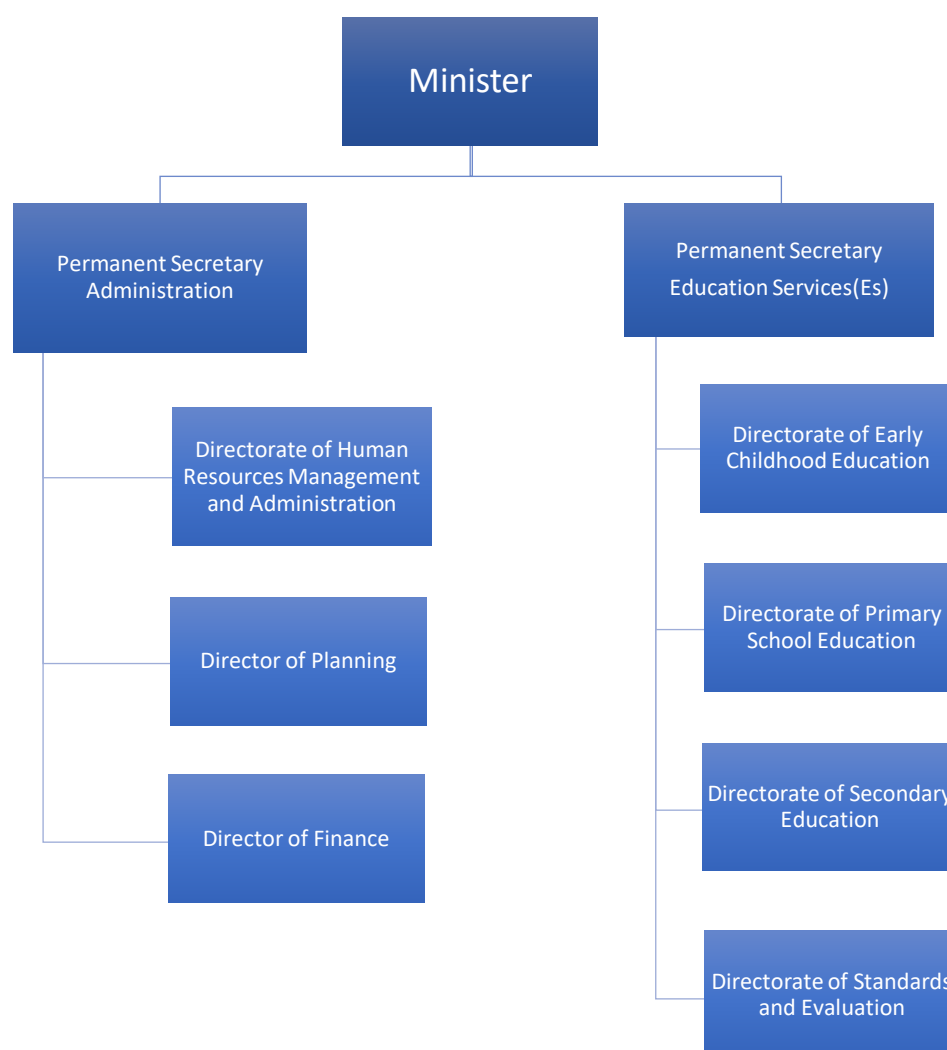 Minister
Permanent Secretary
Administration
Permanent Secretary
Education Services(Es)
Directorate of Human
Resources Management
and Administration
Director of Planning
Director of Finance
Directorate of Early
Childhood Education
Directorate of Primary
School Education
Directorate of Secondary
Education
Directorate of Standards
and Evaluation